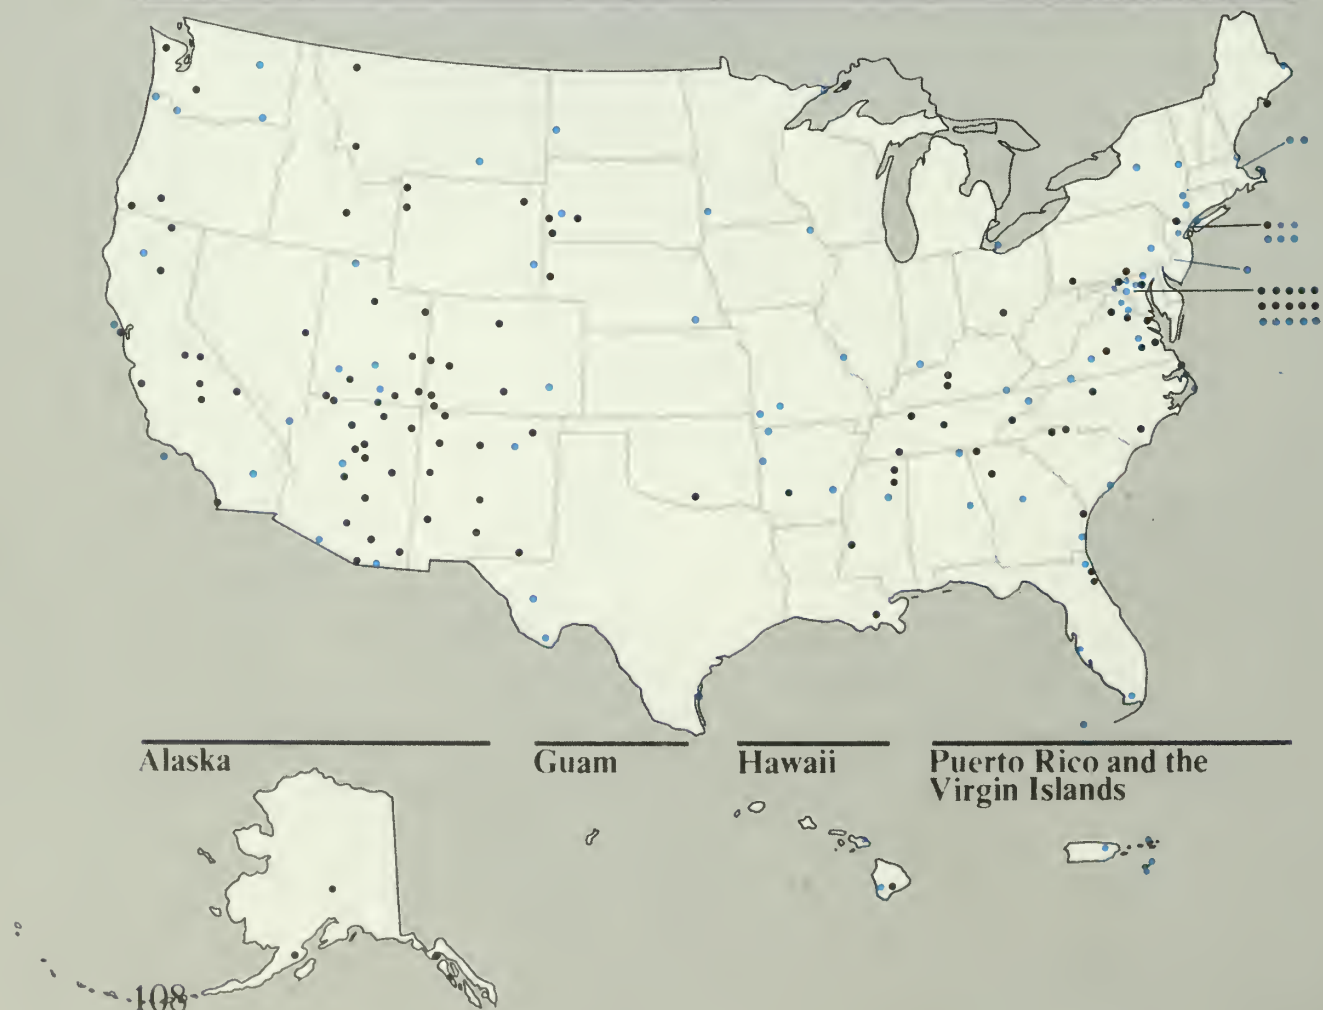 Alaska
Guam
Hawaii
Puerto Rico and the
Virgin Islands
108